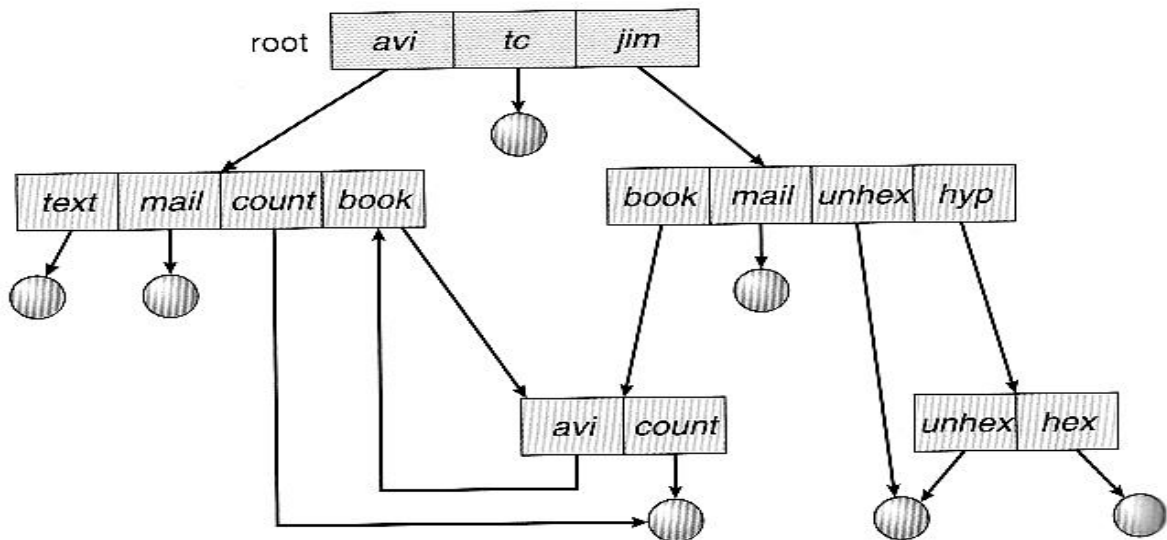 root avi tc jim
text mail count book
book mail unhex hyp
avi count
unhex hex